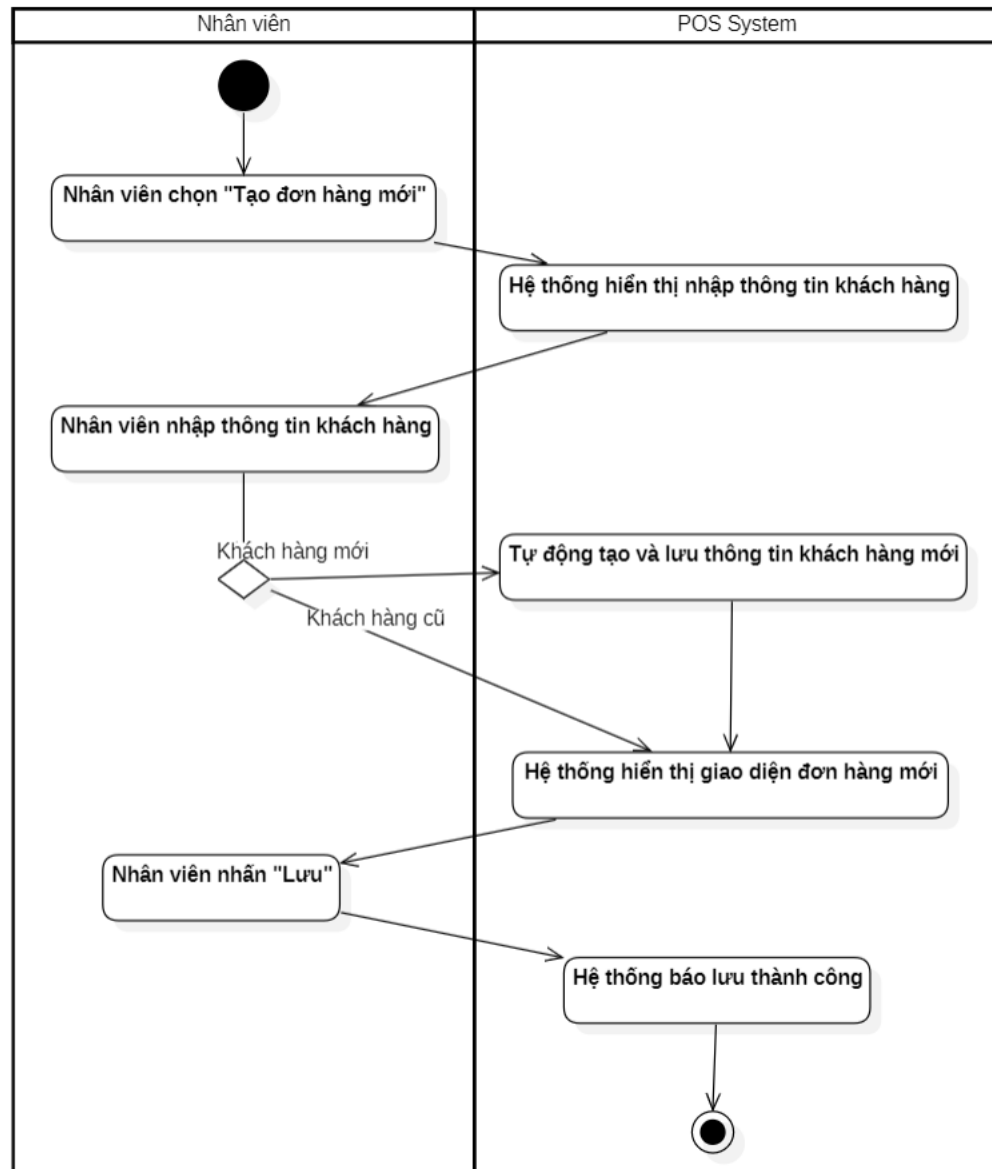 Nhân viên
POS System
Nhân viên chọn "Tạo đơn hàng mới"
Hệ thống hiển thị nhập thông tin khách hàng
Nhân viên nhập thông tin khách hàng
Khách hàng mới
Tự động tạo và lưu thông tin khách hàng mới
Khách hàng cũ
Hệ thống hiển thị giao diện đơn hàng mới
Nhân viên nhấn "Lưu"
Hệ thống báo lưu thành công